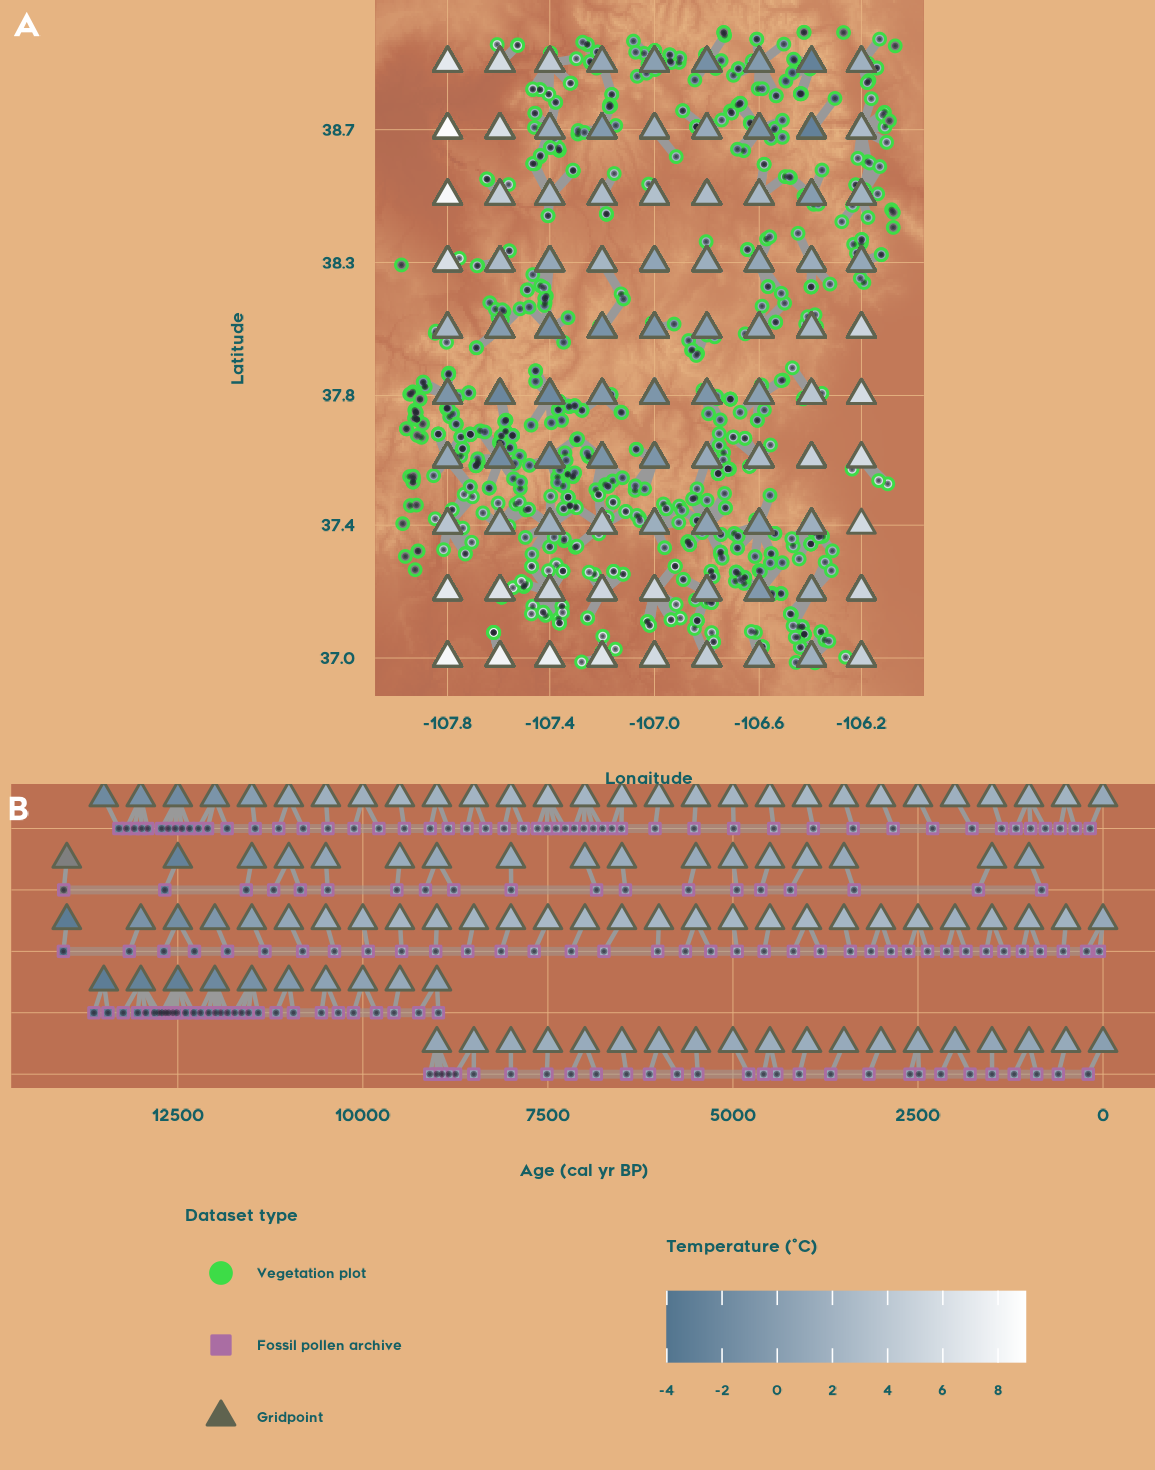 A
38.7
38.3
37.8
37.4
37.0
Latitude
-107.8
-107.4
-107.0
-106.6
-106.2
Longitude
B
12500
10000
7500
5000
2500
0
Age (cal yr BP)
Dataset type
Vegetation plot
Fossil pollen archive
Gridpoint
Temperature (°C)
-4
-2
0
2
4
6
8